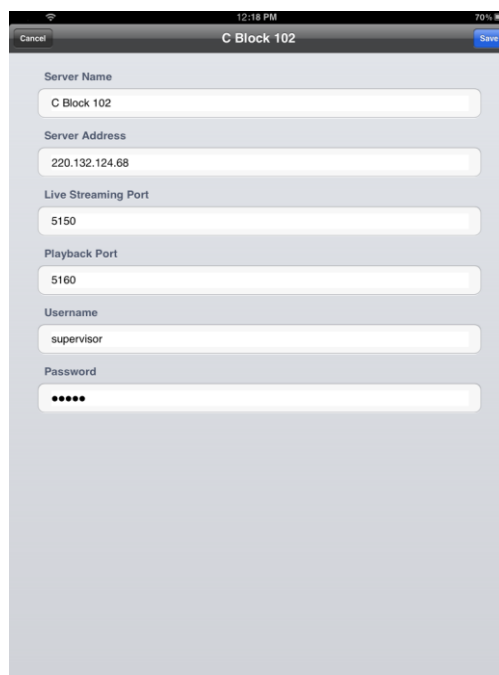 12:18 PM
70%
Cancel
C Block 102
Save
Server Name
C Block 102
Server Address
220.132.124.68
Live Streaming Port
5150
Playback Port
5160
Username
supervisor
Password
●●●●●